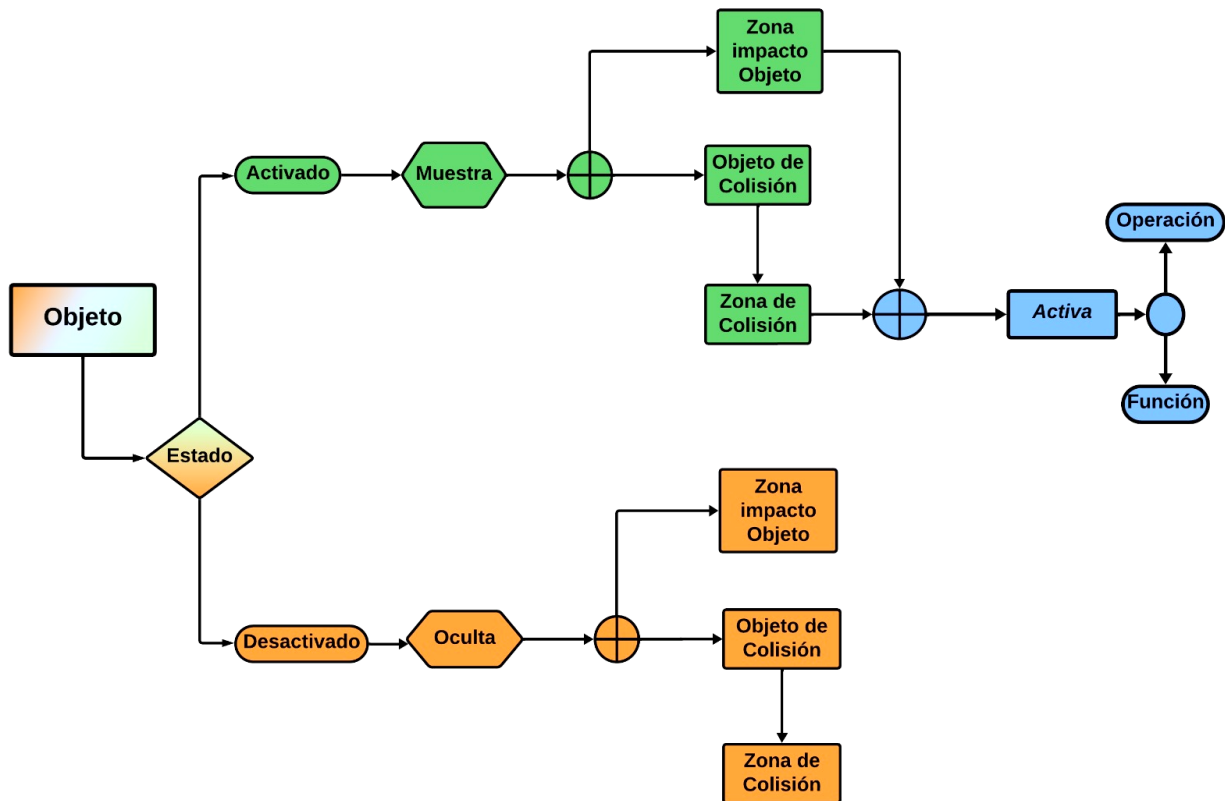 Zona
impacto
Objeto
Activado
Muestra
Objeto de
Colisión
Operación
Objeto
Zona de
Colisión
Activa
Función
Estado
Zona
impacto
Objeto
Desactivado
Oculta
Objeto de
Colisión
Zona de
Colisión